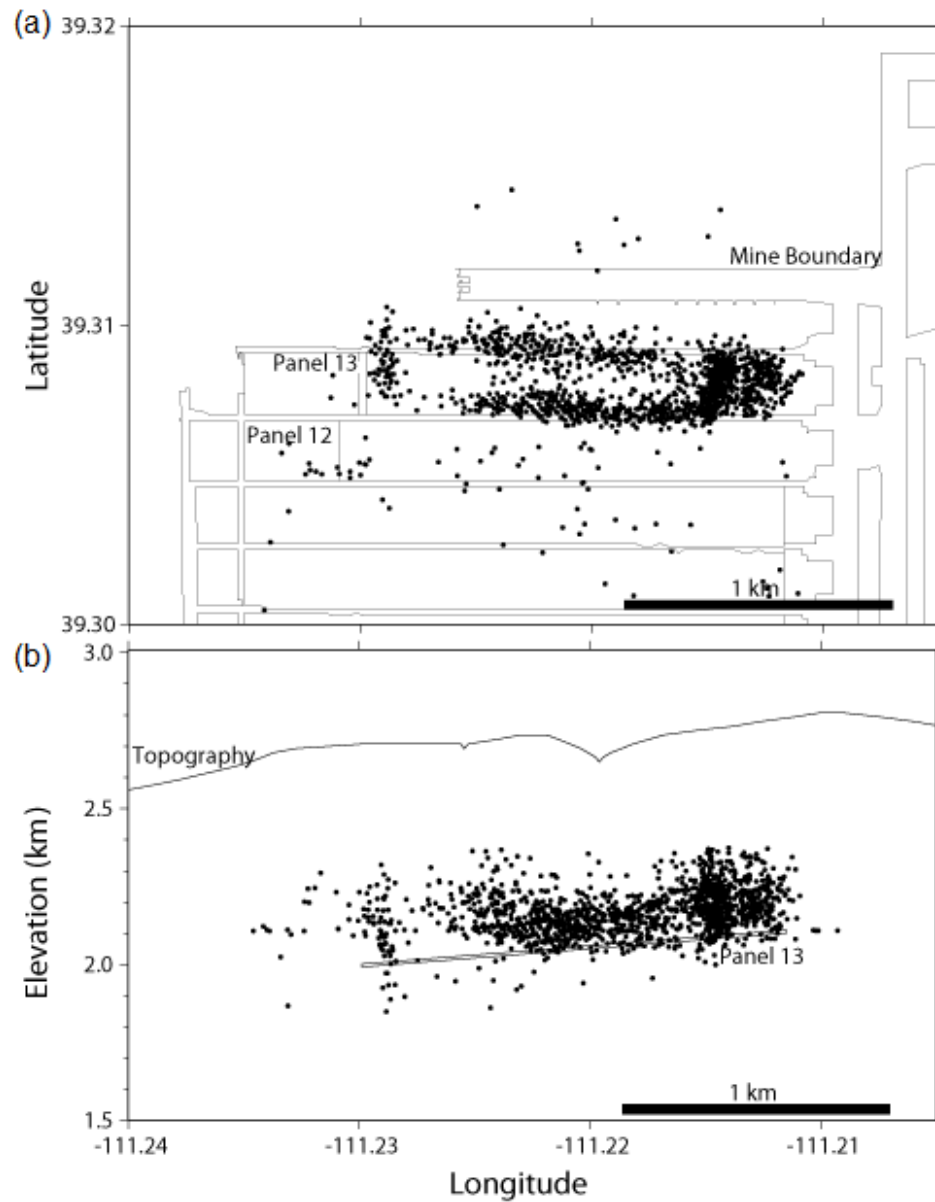 (a)
39.32
Mine Boundary
39.31
Latitude
Panel 13
Panel 12
1 km
39.30
(b)
3.0
Topography
2.5
Elevation (km)
2.0
Panel 13
1 km
1.5
-111.24 -111.23 -111.22 -111.21
Longitude